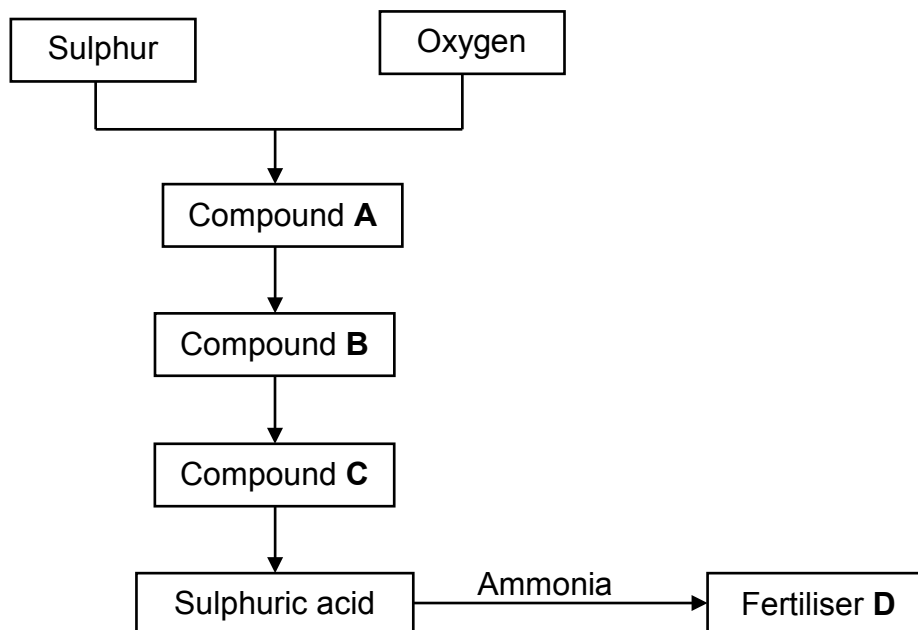 Sulphur
Oxygen
Compound A
Compound B
Compound C
Sulphuric acid
Ammonia
Fertiliser D